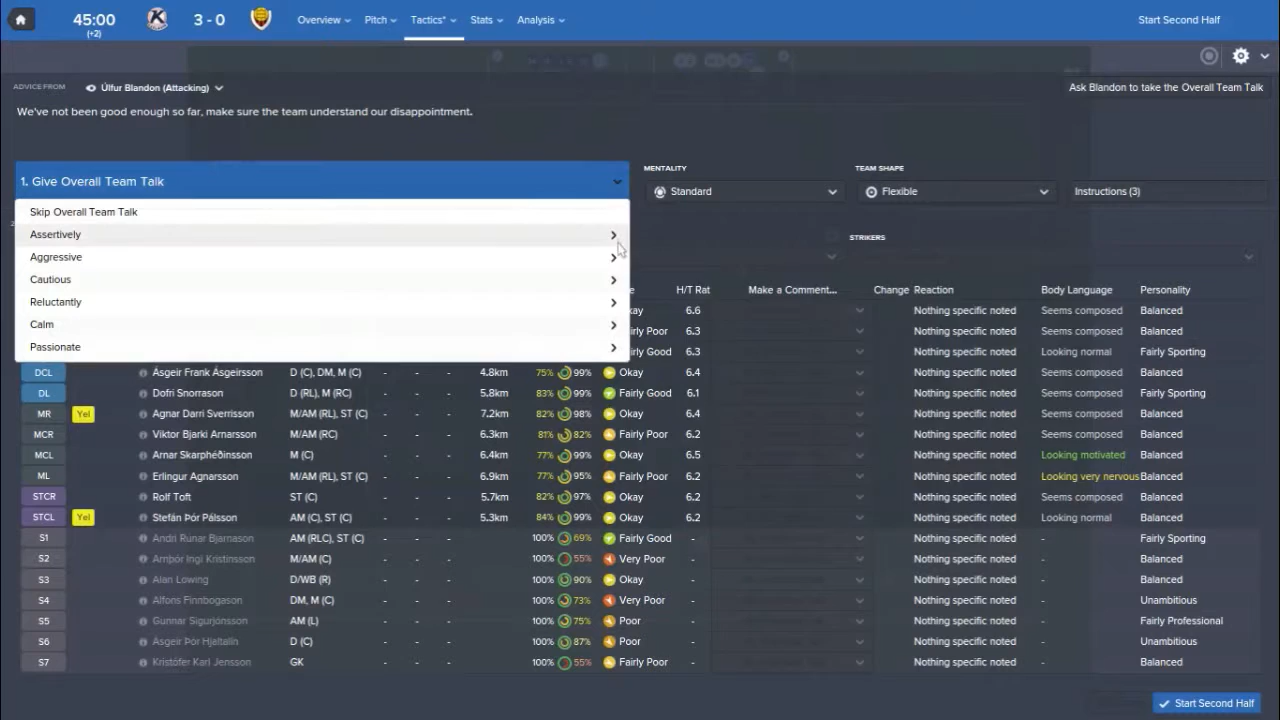 45:00 3 - 0 Overview Pitch Tactics* Stats Analysis Start Second Half
(+2)
ADVICE FROM Úlfur Blandon (Attacking) Ask Blandon to take the Overall Team Talk
We've not been good enough so far, make sure the team understand our disappointment.
MENTALITY TEAM SHAPE
1. Give Overall Team Talk Standard Flexible Instructions (3)
Skip Overall Team Talk
Assertively STRIKERS
Aggressive
Cautious H/T Rat Make a Comment... Change Reaction Body Language Personality
Reluctantly 6.6 Nothing specific noted Seems composed Balanced
Calm rly Poor 6.3 Nothing specific noted Seems composed Balanced
Passionate rly Good 6.3 Nothing specific noted Looking normal Fairly Sporting
DCL Ásgeir Frank Ásgeirsson D (C), DM, M (C) - - - 4.8km 75% 99% Okay 6.4 Nothing specific noted Seems composed Balanced
DL Dofri Snorrason D (RL), M (RC) - - - 5.8km 83% 99% Fairly Good 6.1 Nothing specific noted Seems composed Fairly Sporting
MR Yel Agnar Darri Sverrisson M/AM (RL), ST (C) - - - 7.2km 82% 98% Okay 6.4 Nothing specific noted Seems composed Balanced
MCR Viktor Bjarki Arnarsson M/AM (RC) - - - 6.3km 81% 82% Fairly Poor 6.2 Nothing specific noted Seems composed Balanced
MCL Arnar Skarphéðinsson M (C) - - - 6.4km 77% 99% Okay 6.5 Nothing specific noted Looking motivated Balanced
ML Erlingur Agnarsson M/AM (RL), ST (C) - - - 6.9km 77% 95% Fairly Poor 6.2 Nothing specific noted Looking very nervous Balanced
STCR Rolf Toft ST (C) - - - 5.7km 82% 97% Okay 6.2 Nothing specific noted Seems composed Balanced
STCL Yel Stefán Þór Pálsson AM (C), ST (C) - - - 5.3km 84% 99% Okay 6.2 Nothing specific noted Looking normal Balanced
S1 Andri Runar Bjarnason AM (RLC), ST (C) 100% 69% Fairly Good - Nothing specific noted - Fairly Sporting
S2 Arnþór Ingi Kristinsson M/AM (C) 100% 55% Very Poor - Nothing specific noted - Balanced
S3 Alan Lowing D/WB (R) 100% 90% Okay - Nothing specific noted - Balanced
S4 Alfons Finnbogason DM, M (C) 100% 73% Very Poor - Nothing specific noted - Unambitious
S5 Gunnar Sigurjónsson AM (L) 100% 75% Poor - Nothing specific noted - Fairly Professional
S6 Asgeir Þor Hjeltalin D (C) 100% 87% Poor - Nothing specific noted - Unambitious
S7 Kristófer Karl Jensson GK 100% 55% Fairly Poor - Nothing specific noted - Balanced
Start Second Half